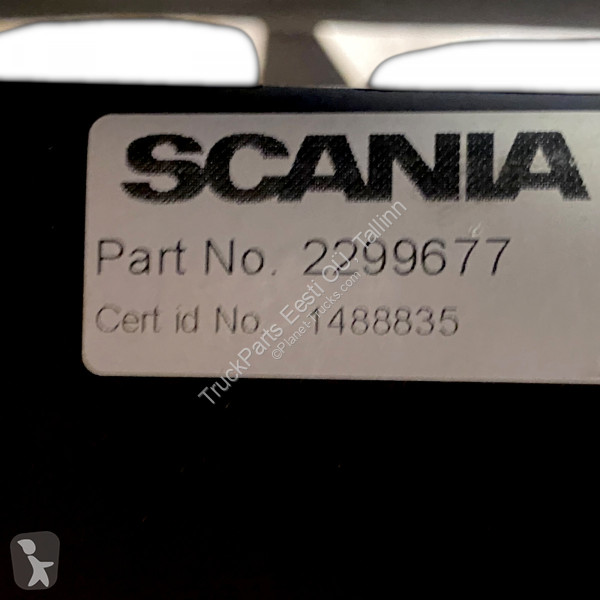 SCANIA
Part No. 2299677
Cert id No. 1488835
TruckParts Eesti OÜ, Tallinn
©Planet-Trucks.com